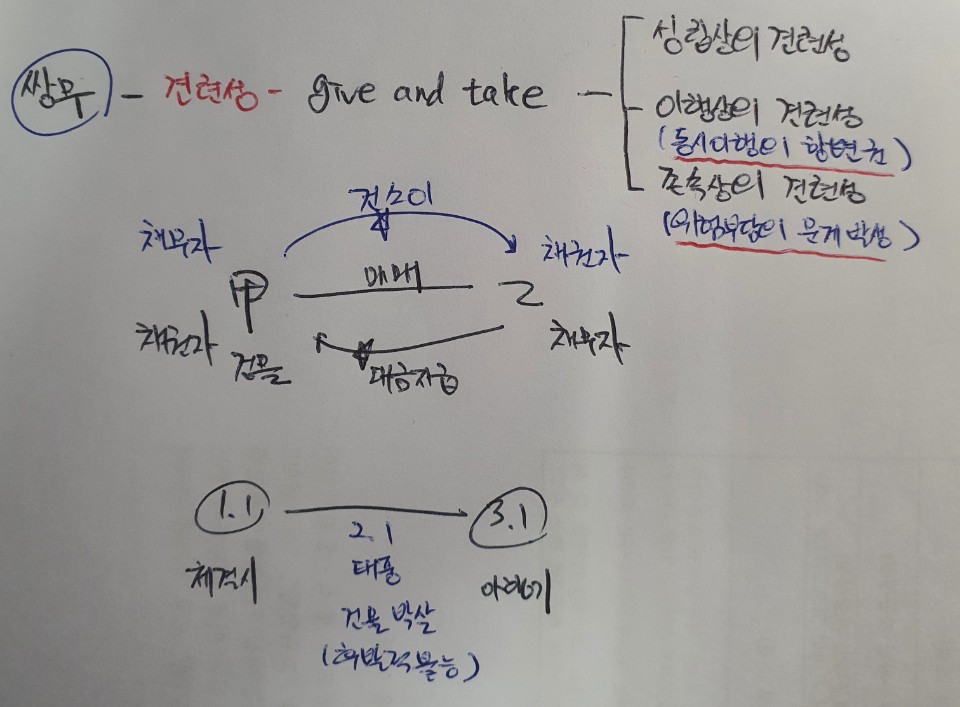 쌍무 - 견련성 - give and take
성립상의 견련성
이행상의 견련성
(동시이행의 항변권)
존속상의 견련성
(위험부담의 문제 발생)
건소이
채무자
채권자
매매
甲
乙
채권자
채무자
건물
대금지급
1.1
3.1
2.1
체결시
태풍
이행기
건물 박살
(후발적불능)